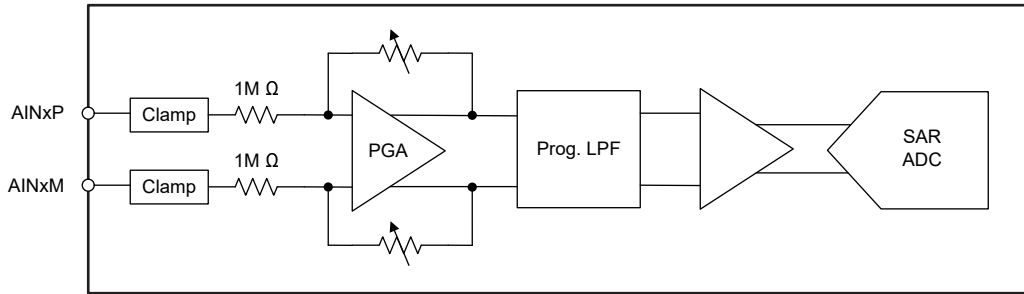 1M Ω
AINxP
Clamp
PGA
Prog. LPF
SAR
ADC
1M Ω
AINxM
Clamp